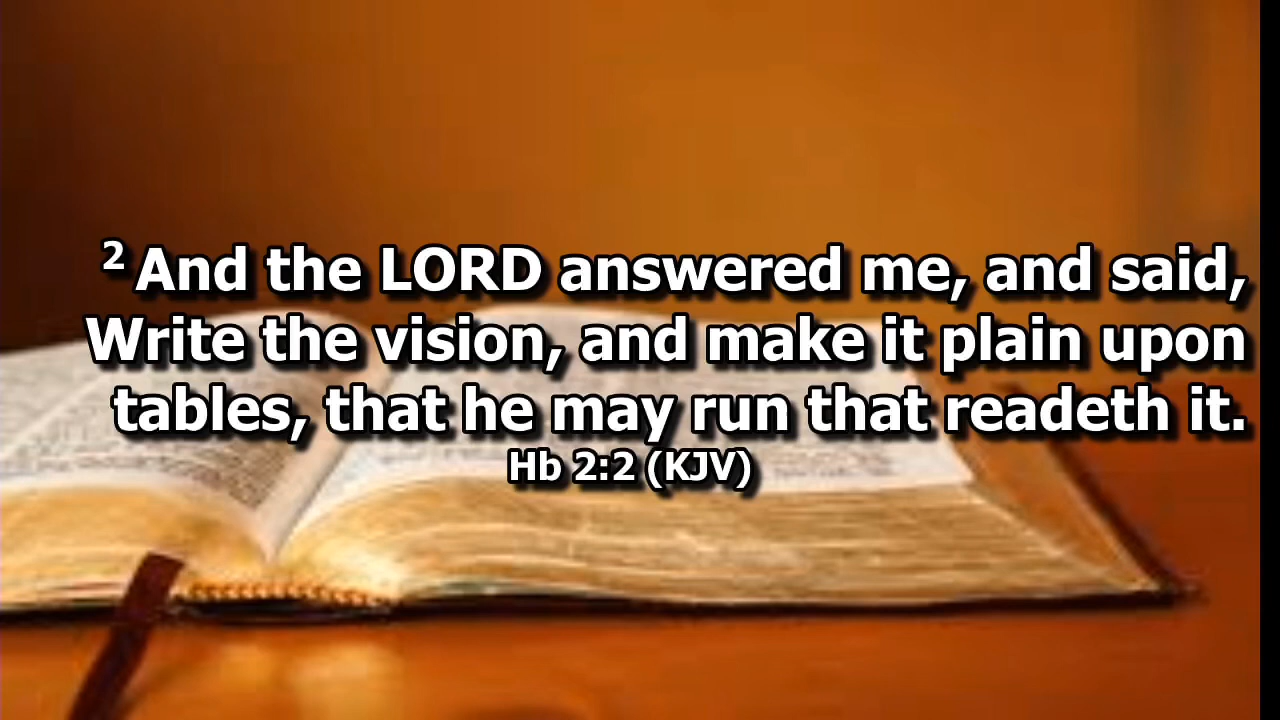 2 And the LORD answered me, and said,
Write the vision, and make it plain upon
tables, that he may run that readeth it.
Hb 2:2 (KJV)